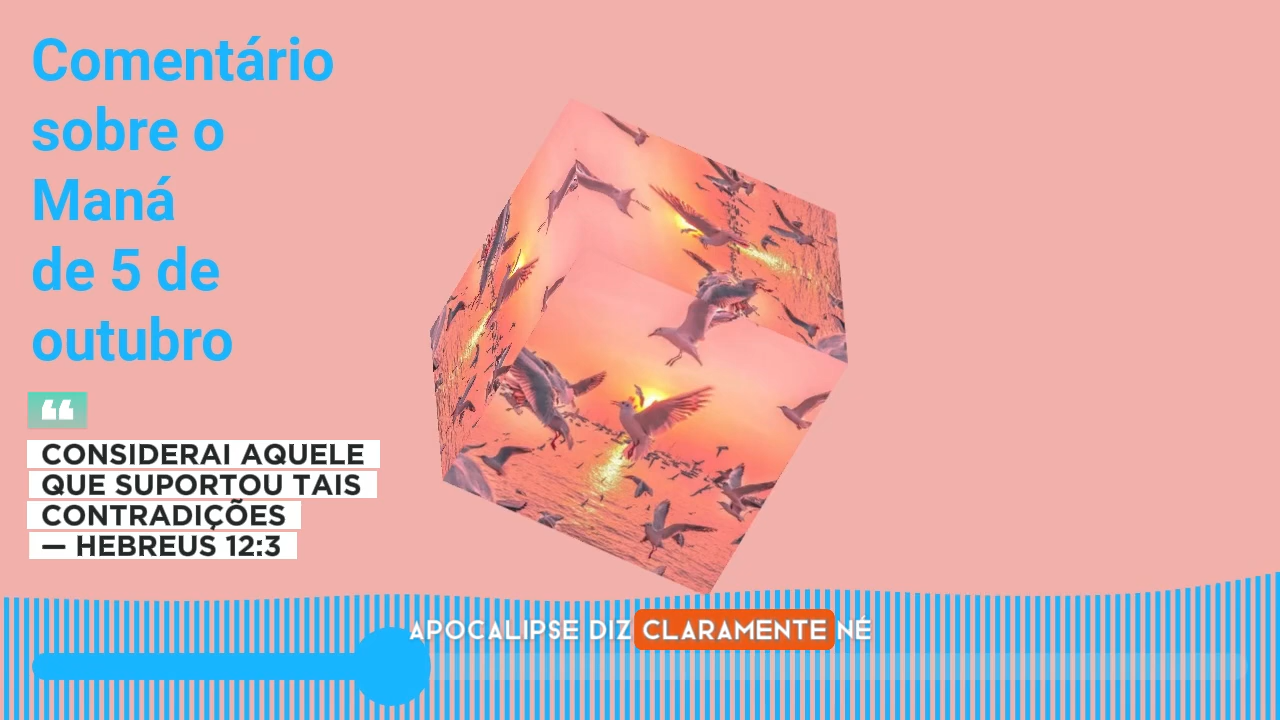 Comentário
sobre o
Maná
de 5 de
outubro
❝
CONSIDERAI AQUELE
QUE SUPORTOU TAIS
CONTRADIÇÕES
— HEBREUS 12:3
APOCALIPSE DIZ CLARAMENTE NÉ